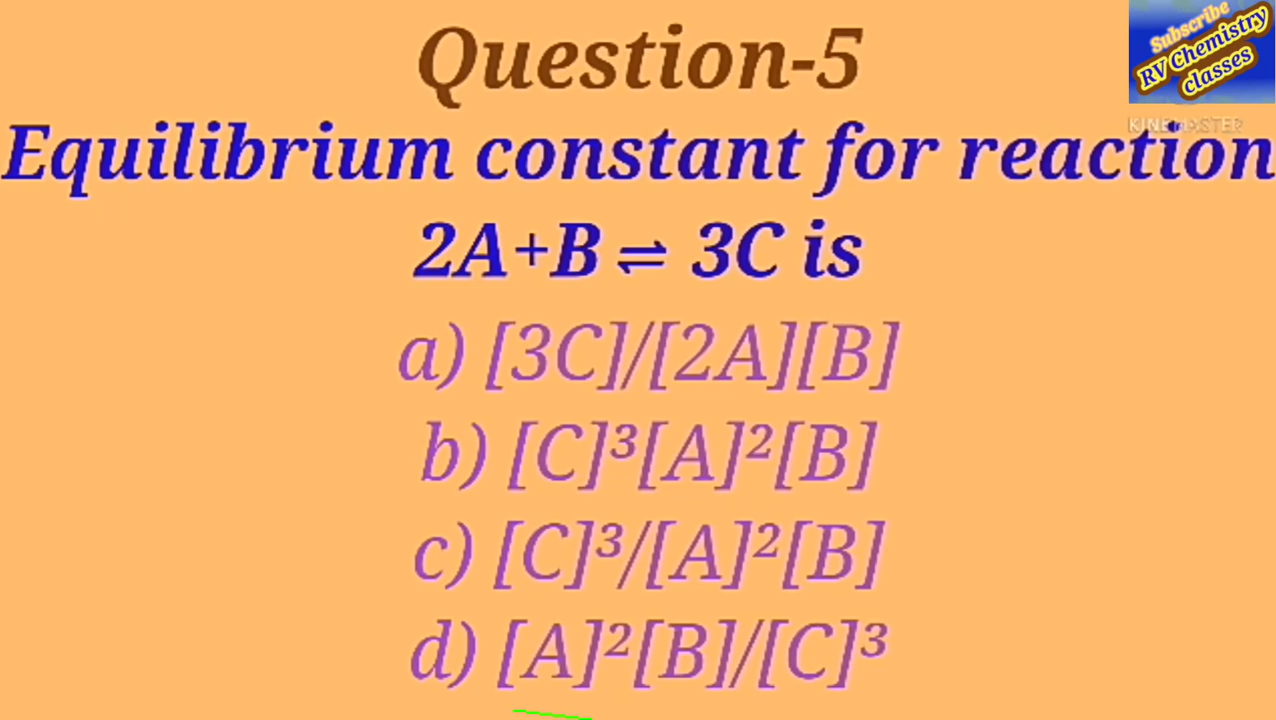 Question-5
Subscribe
RV Chemistry
classes
KINEMASTER
Equilibrium constant for reaction
2A+B ⇌ 3C is
a) [3C]/[2A][B]
b) [C]³[A]²[B]
c) [C]³/[A]²[B]
d) [A]²[B]/[C]³